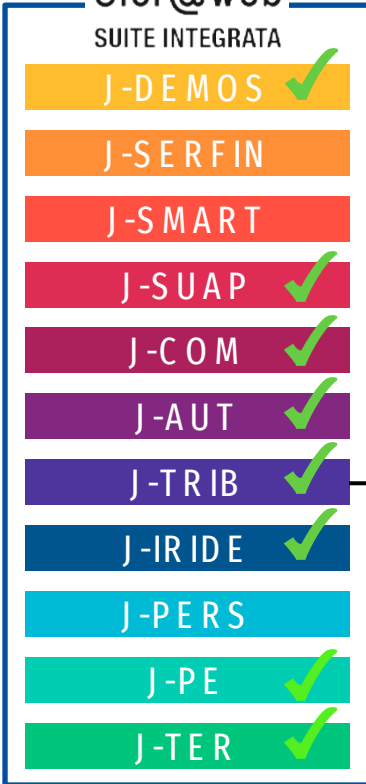 SUITE INTEGRATA
J-DEMOS
J-SERFIN
J-SMART
J-SUAP
J-COM
J-AUT
J-TRIB
J-IRIDE
J-PERS
J-PE
J-TER